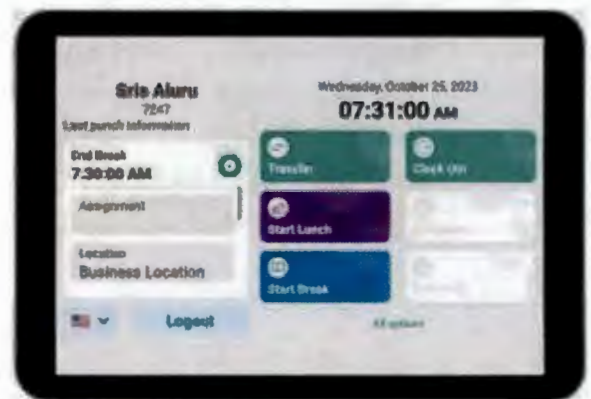 Sris Aluru
7247
Last punch information
End Break
7:30:00 AM
Assignment
Location
Business Location
Logout
Wednesday, October 25, 2023
07:31:00 AM
Transfer
Clock Out
Start Lunch
Start Break
All options